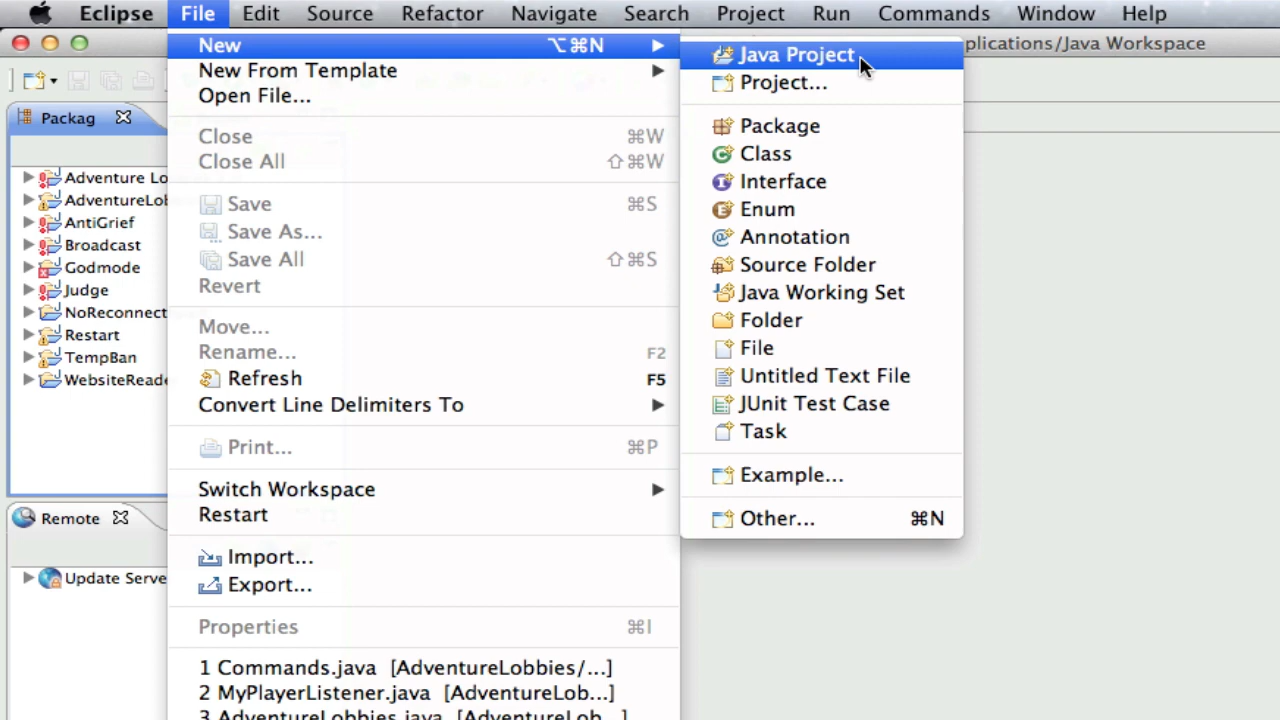 Eclipse File Edit Source Refactor Navigate Search Project Run Commands Window Help
plications/Java Workspace
New ⌥⌘N
New From Template
Open File...
Close ⌘W
Close All ⇧⌘W
Save ⌘S
Save As...
Save All ⇧⌘S
Revert
Move...
Rename... F2
Refresh F5
Convert Line Delimiters To
Print... ⌘P
Switch Workspace
Restart
Import...
Export...
Properties ⌘I
1 Commands.java [AdventureLobbies/...]
2 MyPlayerListener.java [AdventureLob...]
3 AdventureLobbies.java [AdventureLob...]
Java Project
Project...
Package
Class
Interface
Enum
Annotation
Source Folder
Java Working Set
Folder
File
Untitled Text File
JUnit Test Case
Task
Example...
Other... ⌘N
Packag
Adventure Lo
AdventureLob
AntiGrief
Broadcast
Godmode
Judge
NoReconnect
Restart
TempBan
WebsiteReade
Remote
Update Serve